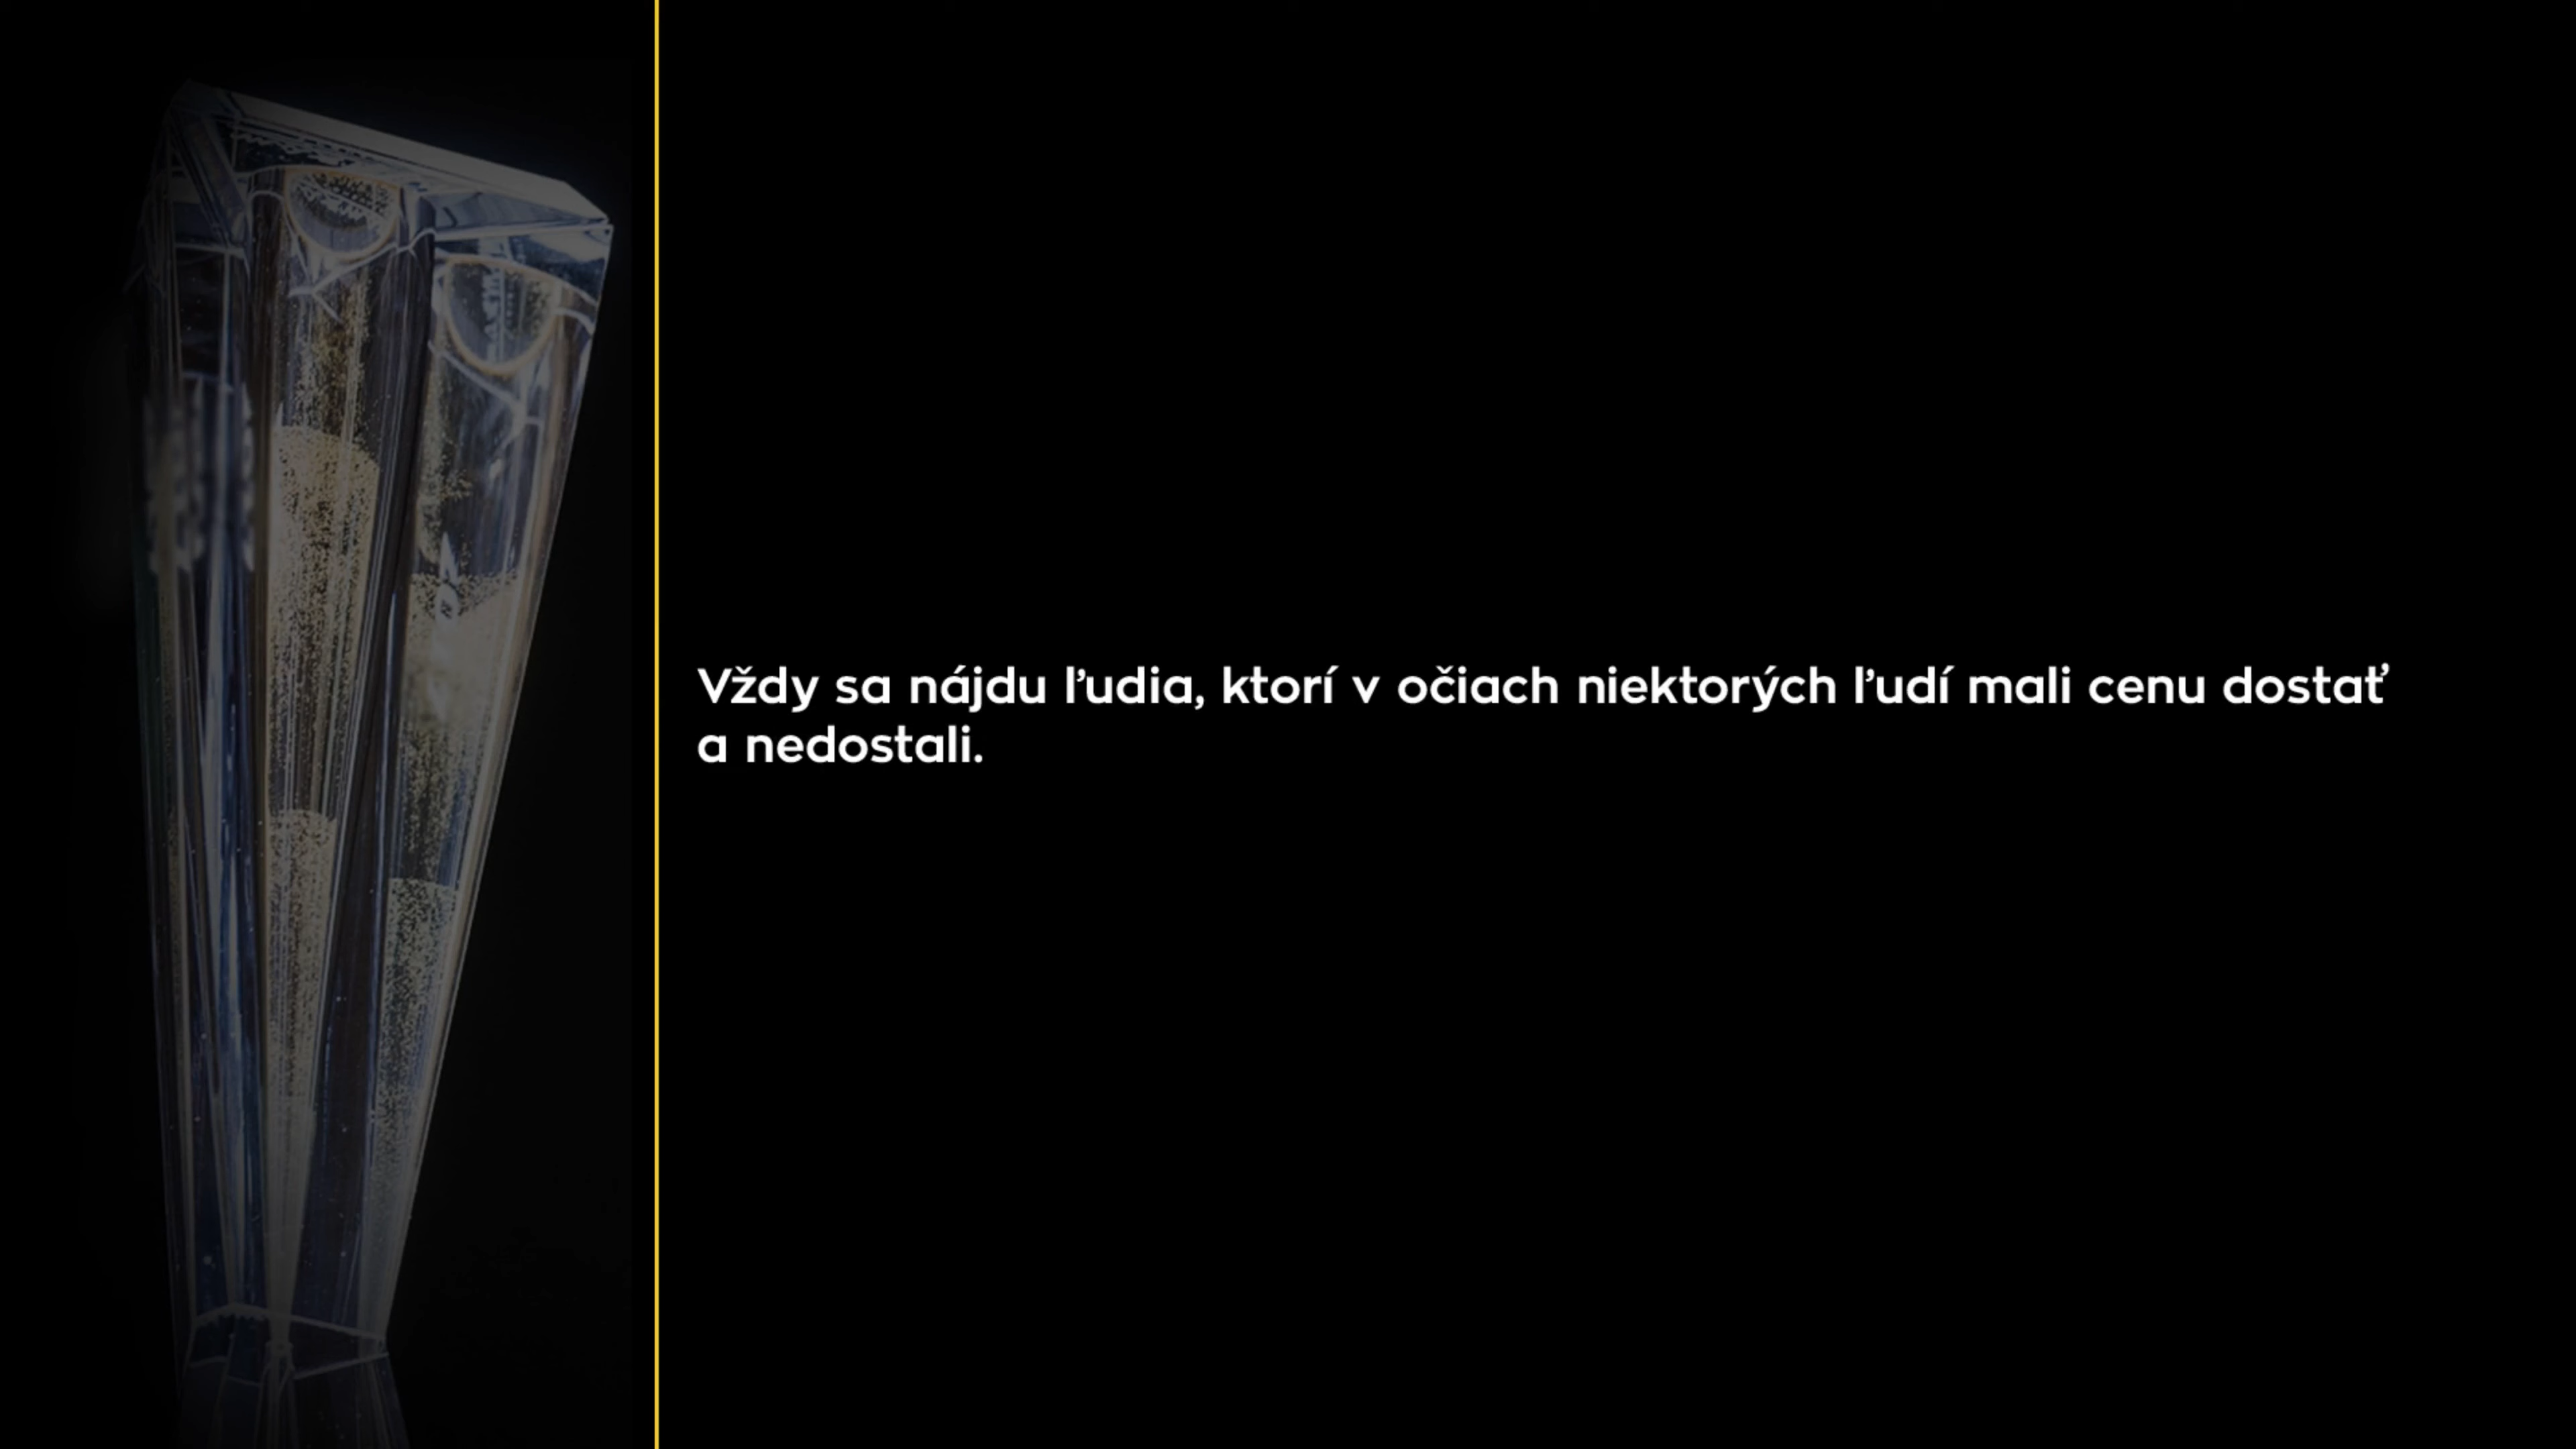 Vždy sa nájdu ľudia, ktorí v očiach niektorých ľudí mali cenu dostať
a nedostali.